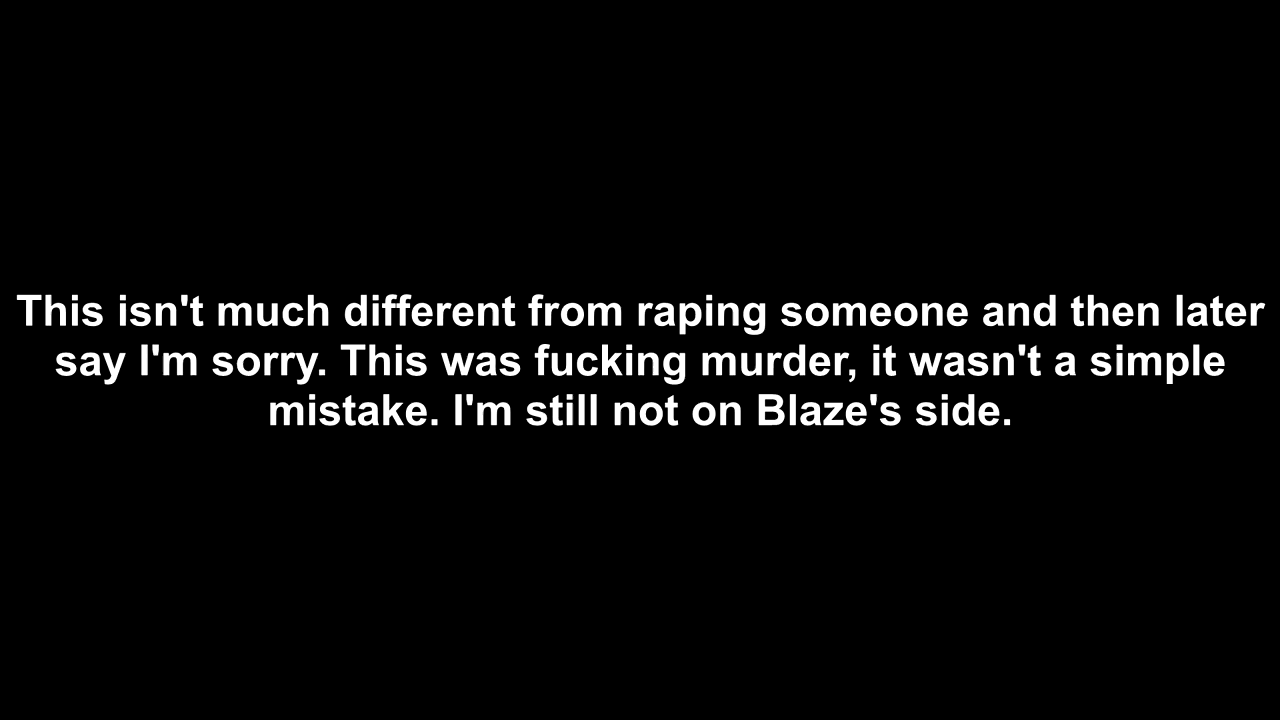 This isn't much different from raping someone and then later
say I'm sorry. This was fucking murder, it wasn't a simple
mistake. I'm still not on Blaze's side.